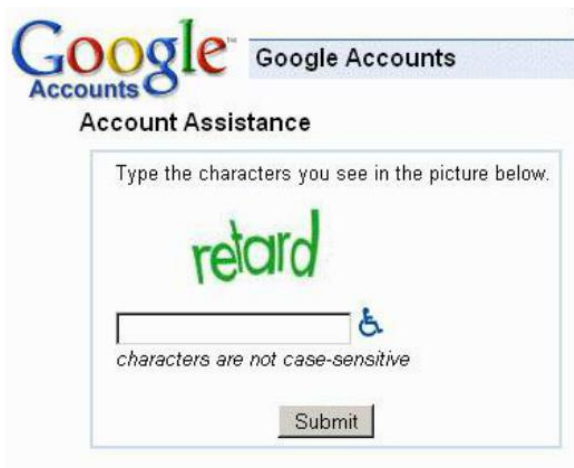 Google™ Google Accounts
Accounts
Account Assistance
Type the characters you see in the picture below.
retard
characters are not case-sensitive
Submit